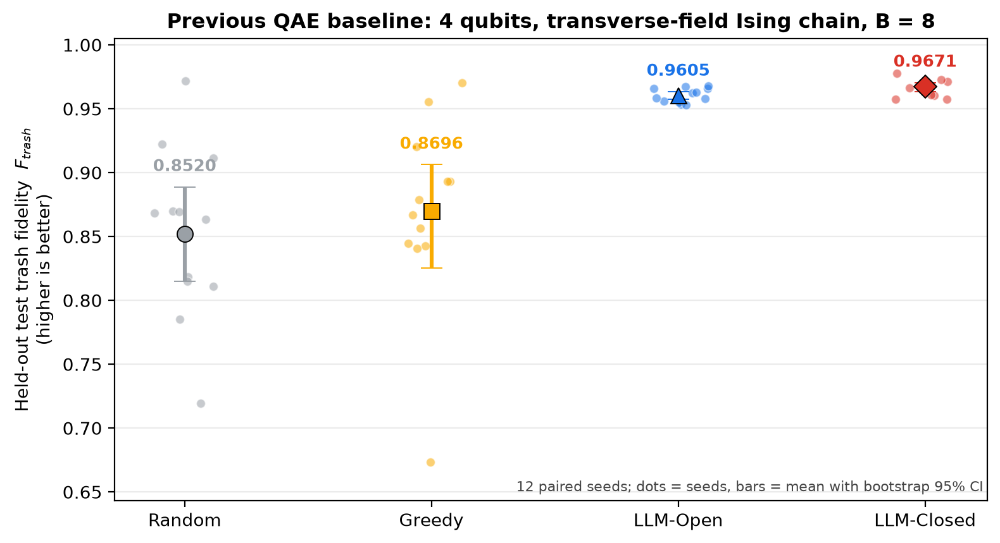 Previous QAE baseline: 4 qubits, transverse-field Ising chain, B = 8
Held-out test trash fidelity F_trash
(higher is better)
1.00
0.95
0.90
0.85
0.80
0.75
0.70
0.65
0.8520
0.8696
0.9605
0.9671
12 paired seeds; dots = seeds, bars = mean with bootstrap 95% CI
Random
Greedy
LLM-Open
LLM-Closed